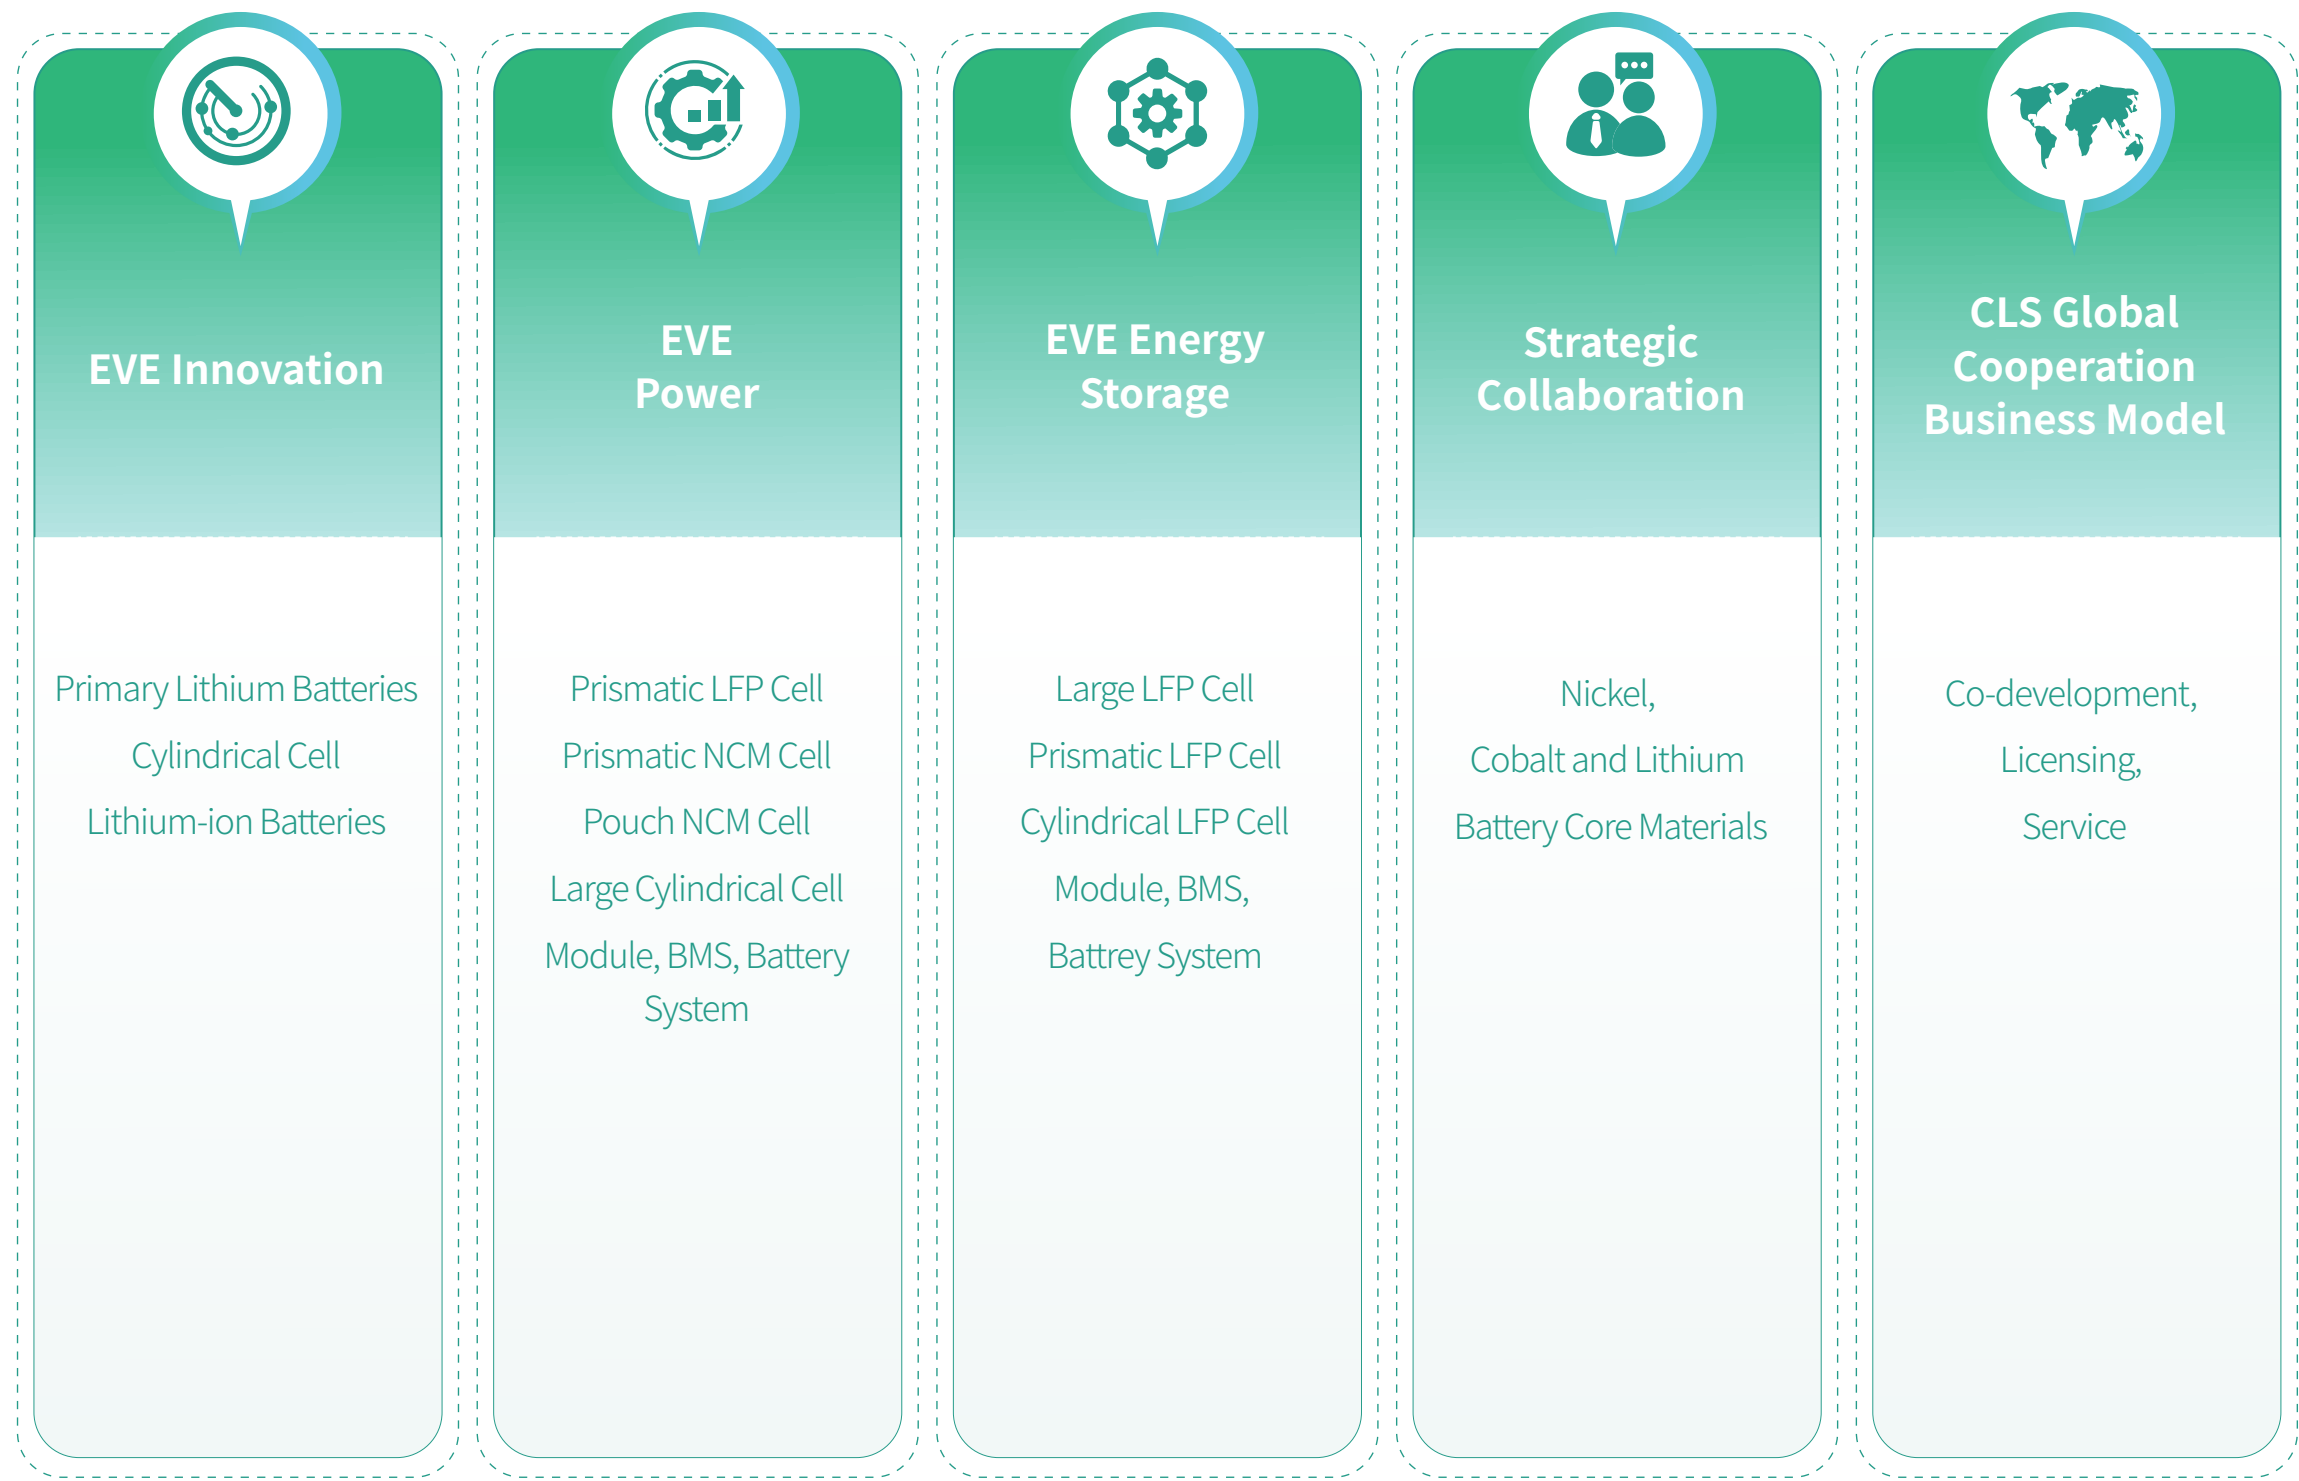 EVE Innovation
Primary Lithium Batteries
Cylindrical Cell
Lithium-ion Batteries
EVE
Power
Prismatic LFP Cell
Prismatic NCM Cell
Pouch NCM Cell
Large Cylindrical Cell
Module, BMS, Battery
System
EVE Energy
Storage
Large LFP Cell
Prismatic LFP Cell
Cylindrical LFP Cell
Module, BMS,
Battrey System
Strategic
Collaboration
Nickel,
Cobalt and Lithium
Battery Core Materials
CLS Global
Cooperation
Business Model
Co-development,
Licensing,
Service